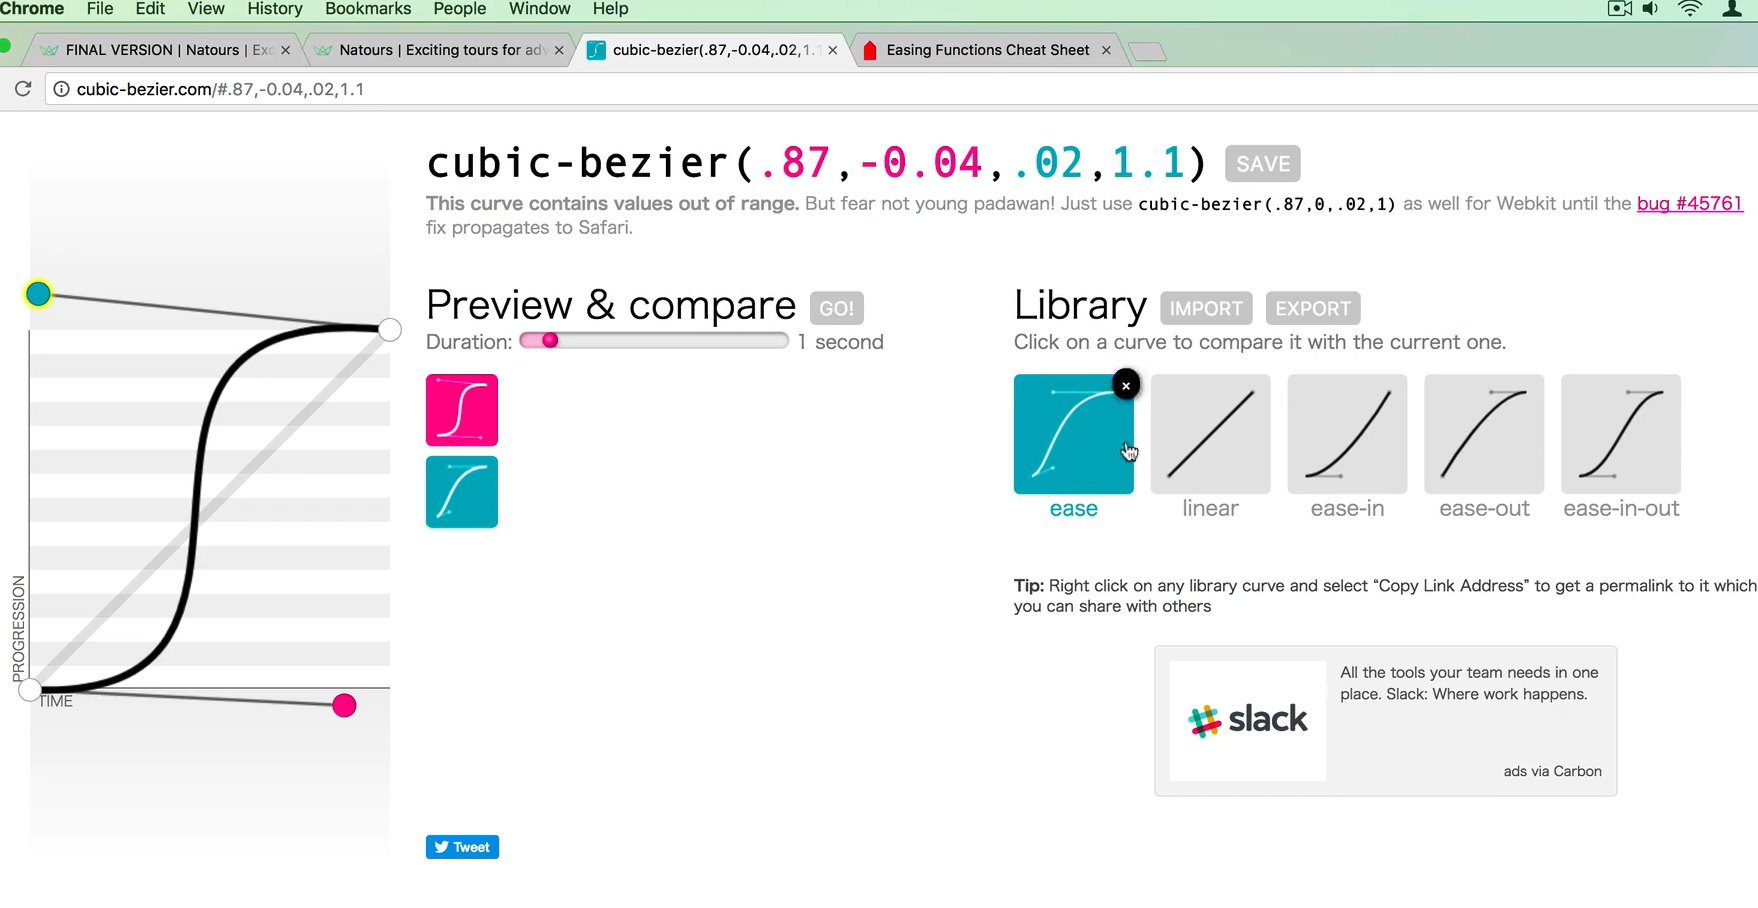 Chrome File Edit View History Bookmarks People Window Help
FINAL VERSION | Natours | Exc
Natours | Exciting tours for adv
cubic-bezier(.87,-0.04,.02,1.1
Easing Functions Cheat Sheet
cubic-bezier.com/#.87,-0.04,.02,1.1
cubic-bezier(.87,-0.04,.02,1.1) SAVE
This curve contains values out of range. But fear not young padawan! Just use cubic-bezier(.87,0,.02,1) as well for Webkit until the bug #45761
fix propagates to Safari.
Preview & compare GO!
Duration: 1 second
Library IMPORT EXPORT
Click on a curve to compare it with the current one.
ease linear ease-in ease-out ease-in-out
PROGRESSION
TIME
Tip: Right click on any library curve and select “Copy Link Address” to get a permalink to it which
you can share with others
All the tools your team needs in one
place. Slack: Where work happens.
slack
ads via Carbon
Tweet